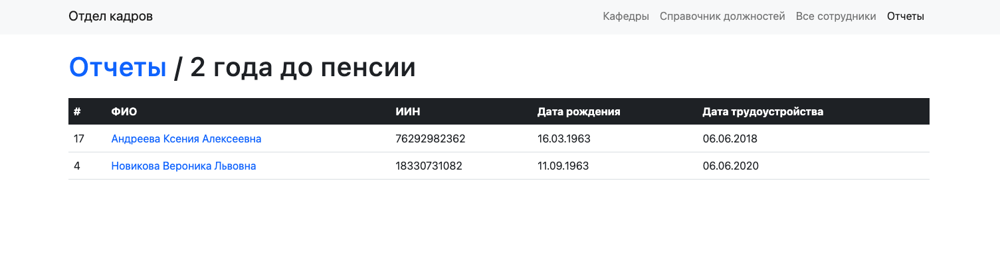 Отдел кадров Кафедры Справочник должностей Все сотрудники Отчеты
Отчеты / 2 года до пенсии
# ФИО ИИН Дата рождения Дата трудоустройства
17 Андреева Ксения Алексеевна 76292982362 16.03.1963 06.06.2018
4 Новикова Вероника Львовна 18330731082 11.09.1963 06.06.2020